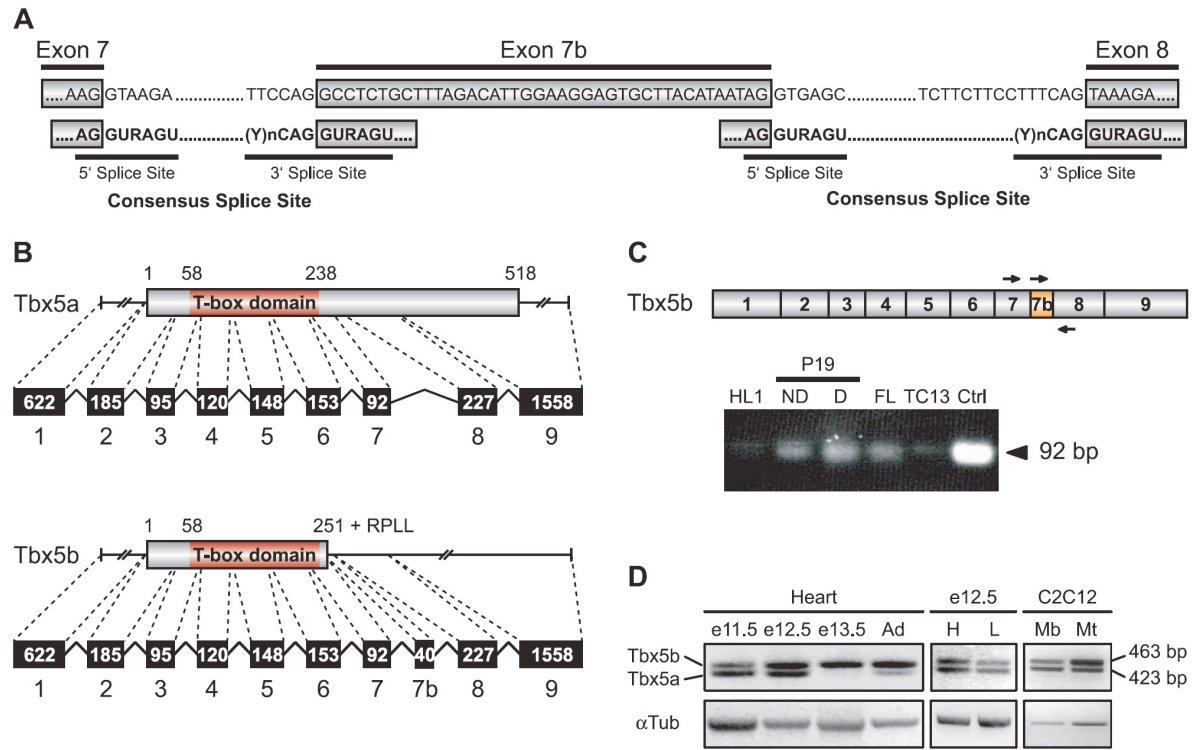 A
Exon 7 Exon 7b Exon 8
....AAG GTAAGA...............TTCCAG GCCTCTGCTTTAGACATTGGAAGGAGTGCTTACATAATAG GTGAGC...............TCTTCTTCCTTTCAG TAAAGA....
....AG GURAGU...............(Y)nCAG GURAGU.... ....AG GURAGU...............(Y)nCAG GURAGU....
5' Splice Site 3' Splice Site 5' Splice Site 3' Splice Site
Consensus Splice Site Consensus Splice Site
B
1 58 238 518
Tbx5a T-box domain
622 185 95 120 148 153 92 227 1558
1 2 3 4 5 6 7 8 9
1 58 251 + RPLL
Tbx5b T-box domain
622 185 95 120 148 153 92 40 227 1558
1 2 3 4 5 6 7 7b 8 9
C
Tbx5b 1 2 3 4 5 6 7 7b 8 9
P19
HL1 ND D FL TC13 Ctrl
92 bp
D
Heart e12.5 C2C12
e11.5 e12.5 e13.5 Ad H L Mb Mt
Tbx5b 463 bp
Tbx5a 423 bp
αTub